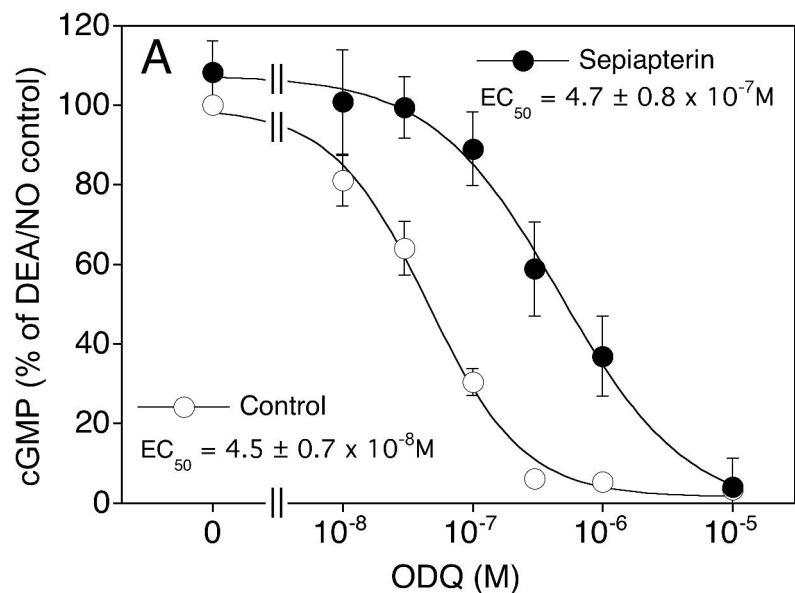 A
Sepiapterin
EC₅₀ = 4.7 ± 0.8 x 10⁻⁷M
Control
EC₅₀ = 4.5 ± 0.7 x 10⁻⁸M
cGMP (% of DEA/NO control)
120
100
80
60
40
20
0
0 10⁻⁸ 10⁻⁷ 10⁻⁶ 10⁻⁵
ODQ (M)